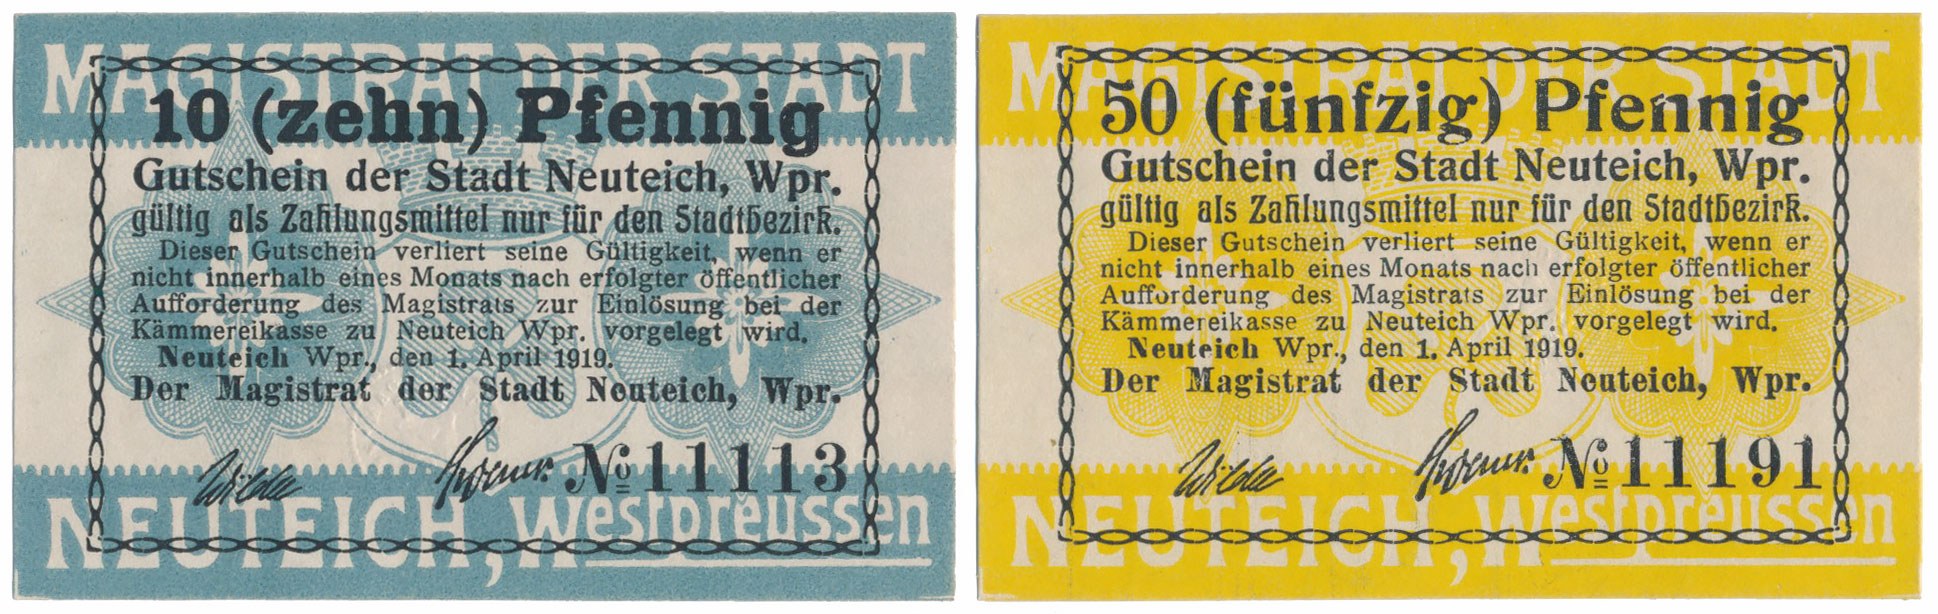 MAGISTRAT DER STADT
10 (zehn) Pfennig
Gutschein der Stadt Neuteich, Wpr.
gültig als Zahlungsmittel nur für den Stadtbezirk.
Dieser Gutschein verliert seine Gültigkeit, wenn er
nicht innerhalb eines Monats nach erfolgter öffentlicher
Aufforderung des Magistrats zur Einlösung bei der
Kämmereikasse zu Neuteich Wpr. vorgelegt wird.
Neuteich Wpr., den 1. April 1919.
Der Magistrat der Stadt Neuteich, Wpr.
Wilde
№ 11113
NEUTEICH, Westpreussen
MAGISTRAT DER STADT
50 (fünfzig) Pfennig
Gutschein der Stadt Neuteich, Wpr.
gültig als Zahlungsmittel nur für den Stadtbezirk.
Dieser Gutschein verliert seine Gültigkeit, wenn er
nicht innerhalb eines Monats nach erfolgter öffentlicher
Aufforderung des Magistrats zur Einlösung bei der
Kämmereikasse zu Neuteich Wpr. vorgelegt wird.
Neuteich Wpr., den 1. April 1919.
Der Magistrat der Stadt Neuteich, Wpr.
Wilde
№ 11191
NEUTEICH, Westpreussen